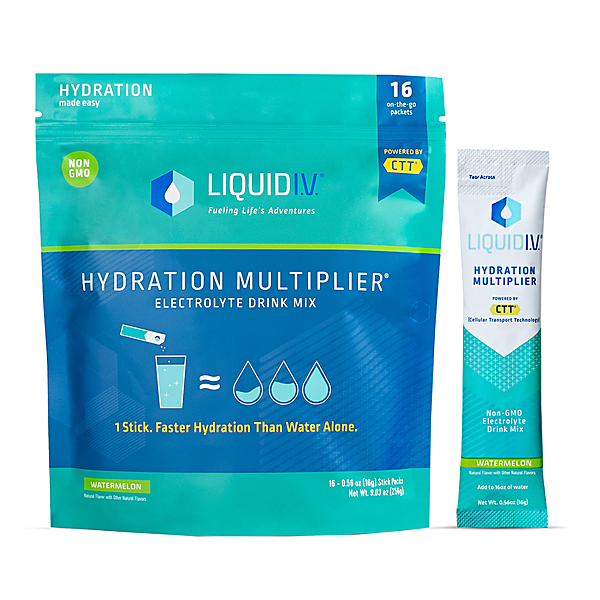 HYDRATION
made easy
16
on-the-go
packets
NON
GMO
POWERED BY
CTT
LIQUID I.V.®
Fueling Life's Adventures
HYDRATION MULTIPLIER®
ELECTROLYTE DRINK MIX
≈
1 Stick. Faster Hydration Than Water Alone.
WATERMELON
Natural Flavor with Other Natural Flavors
16 - 0.56 oz (16g) Stick Packs
Net Wt. 9.03 oz (256g)
Tear Across
LIQUID I.V.
HYDRATION
MULTIPLIER
POWERED BY
CTT
(Cellular Transport Technology)
Non-GMO
Electrolyte
Drink Mix
WATERMELON
Natural Flavor with Other Natural Flavors
Add to 16oz of water
Net Wt. 0.56oz (16g)